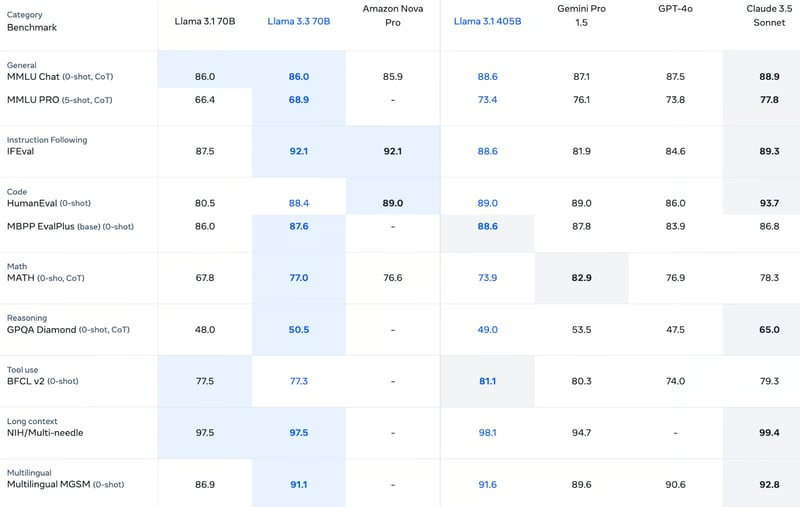 Category
Benchmark
Llama 3.1 70B
Llama 3.3 70B
Amazon Nova
Pro
Llama 3.1 405B
Gemini Pro
1.5
GPT-4o
Claude 3.5
Sonnet
General
MMLU Chat (0-shot, CoT) 86.0 86.0 85.9 88.6 87.1 87.5 88.9
MMLU PRO (5-shot, CoT) 66.4 68.9 - 73.4 76.1 73.8 77.8
Instruction Following
IFEval 87.5 92.1 92.1 88.6 81.9 84.6 89.3
Code
HumanEval (0-shot) 80.5 88.4 89.0 89.0 89.0 86.0 93.7
MBPP EvalPlus (base) (0-shot) 86.0 87.6 - 88.6 87.8 83.9 86.8
Math
MATH (0-sho, CoT) 67.8 77.0 76.6 73.9 82.9 76.9 78.3
Reasoning
GPQA Diamond (0-shot, CoT) 48.0 50.5 - 49.0 53.5 47.5 65.0
Tool use
BFCL v2 (0-shot) 77.5 77.3 - 81.1 80.3 74.0 79.3
Long context
NIH/Multi-needle 97.5 97.5 - 98.1 94.7 - 99.4
Multilingual
Multilingual MGSM (0-shot) 86.9 91.1 - 91.6 89.6 90.6 92.8